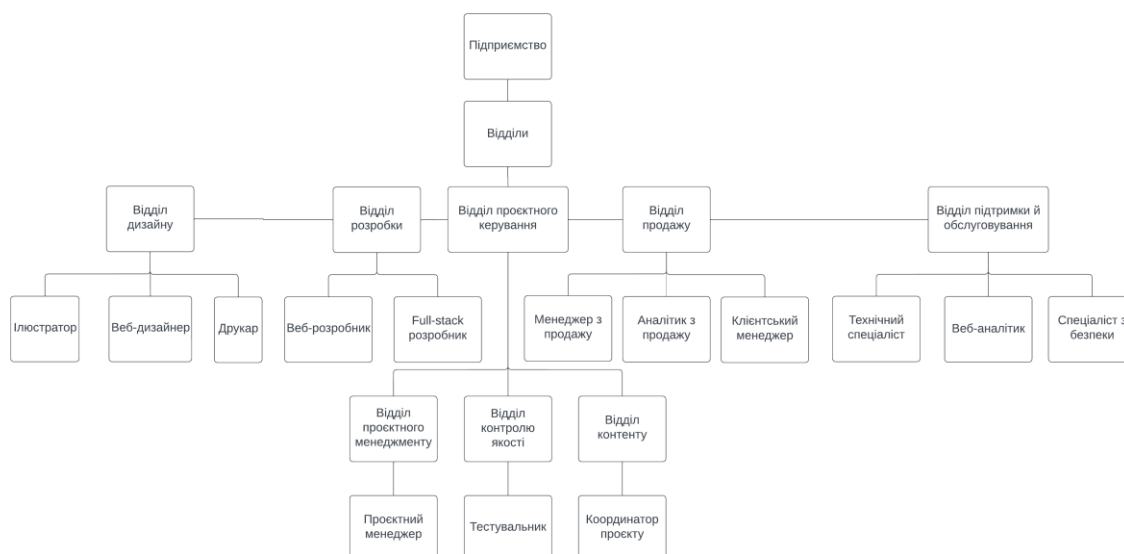 Підприємство
Відділи
Відділ
дизайну
Відділ
розробки
Відділ проєктного
керування
Відділ
продажу
Відділ підтримки й
обслуговування
Ілюстратор
Веб-дизайнер
Друкар
Веб-розробник
Full-stack
розробник
Менеджер з
продажу
Аналітик з
продажу
Клієнтський
менеджер
Технічний
спеціаліст
Веб-аналітик
Спеціаліст з
безпеки
Відділ
проєктного
менеджменту
Відділ
контролю
якості
Відділ
контенту
Проєктний
менеджер
Тестувальник
Координатор
проєкту